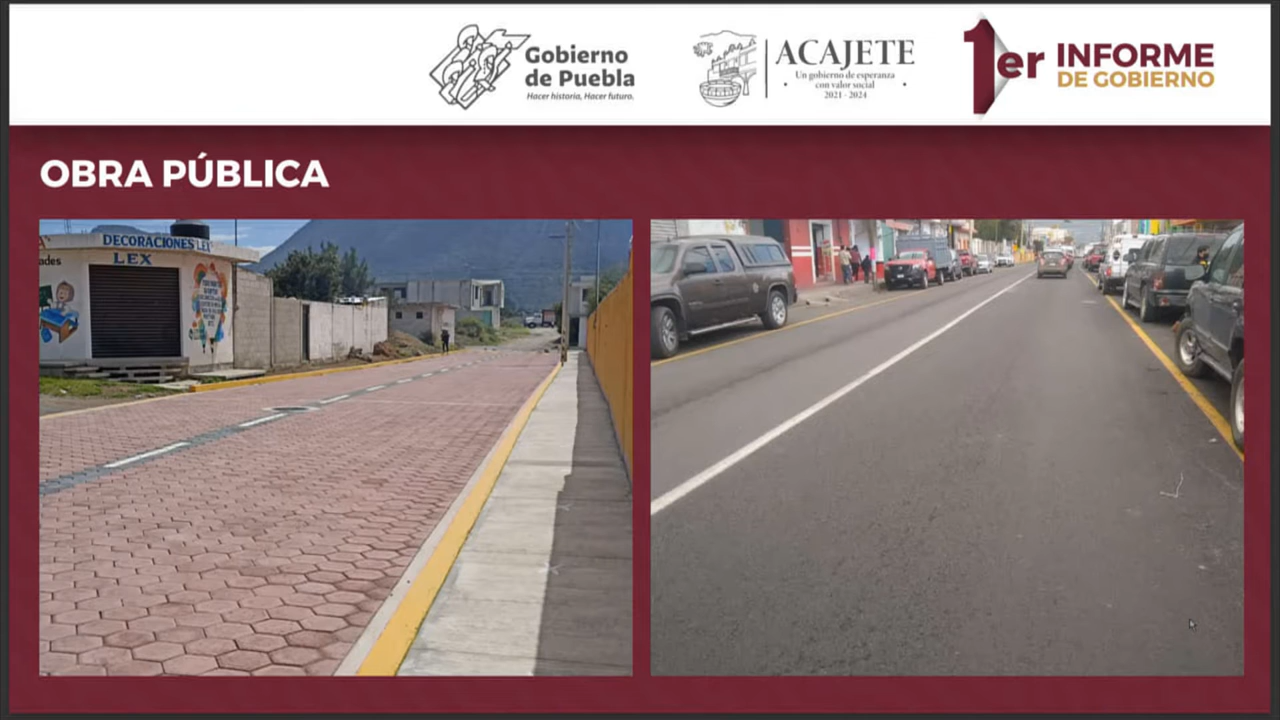 Gobierno
de Puebla
Hacer historia, Hacer futuro.
ACAJETE
Un gobierno de esperanza
con valor social
2021 - 2024
1er INFORME
DE GOBIERNO
OBRA PÚBLICA
DECORACIONES LEX
LEX
ades